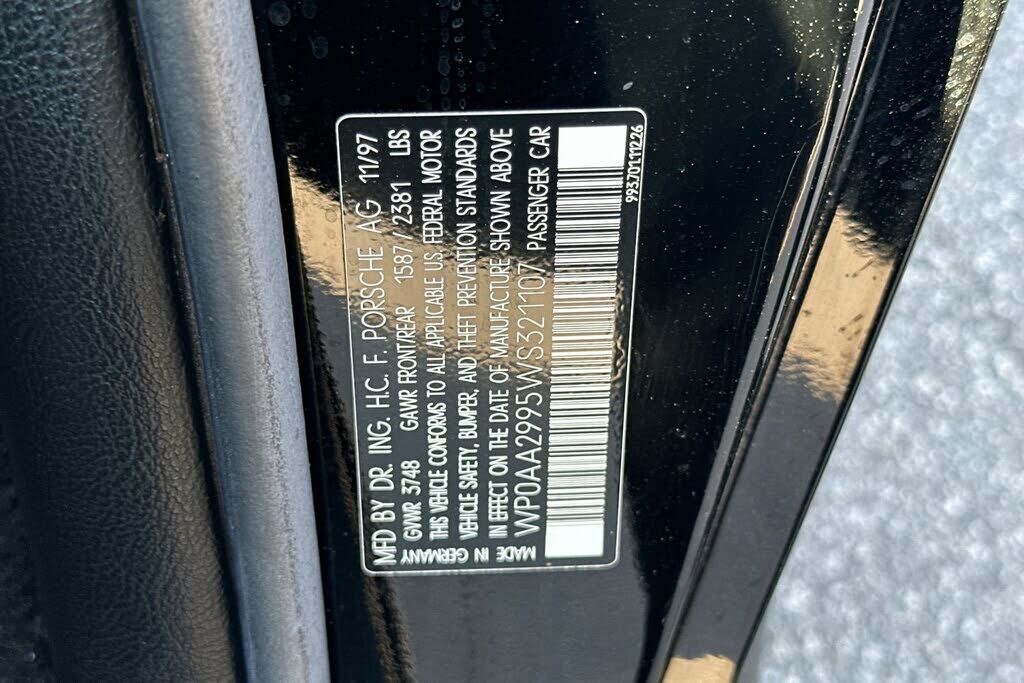 MFD BY DR. ING. H.C. F. PORSCHE AG 11/97
GVWR 3748 GAWR FRONT/REAR 1587 / 2381 LBS
THIS VEHICLE CONFORMS TO ALL APPLICABLE U.S. FEDERAL MOTOR
VEHICLE SAFETY, BUMPER, AND THEFT PREVENTION STANDARDS
IN EFFECT ON THE DATE OF MANUFACTURE SHOWN ABOVE
MADE IN GERMANY
WP0AA2995WS321107 PASSENGER CAR
99370111226